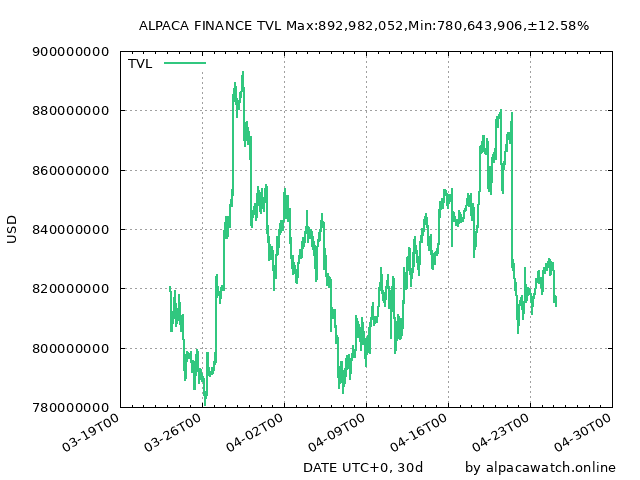 ALPACA FINANCE TVL Max:892,982,052,Min:780,643,906,±12.58%
900000000
TVL
880000000
860000000
840000000
USD
820000000
800000000
780000000
03-19T00
03-26T00
04-02T00
04-09T00
04-16T00
04-23T00
04-30T00
DATE UTC+0, 30d
by alpacawatch.online